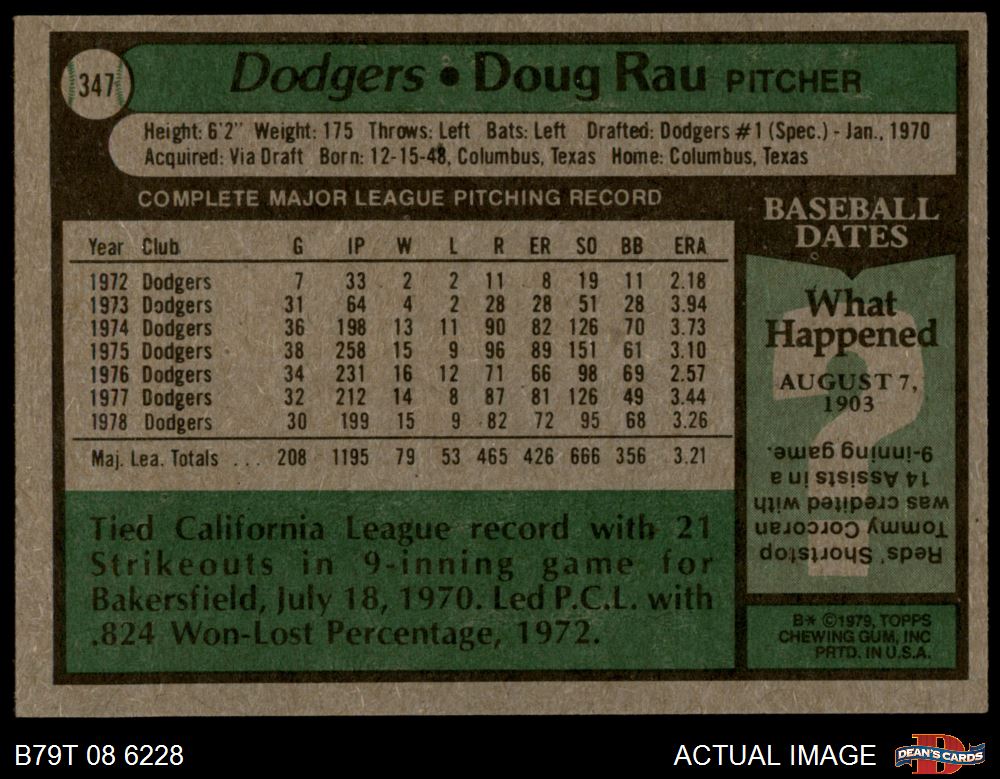 347
Dodgers • Doug Rau PITCHER
Height: 6'2" Weight: 175 Throws: Left Bats: Left Drafted: Dodgers #1 (Spec.) - Jan., 1970
Acquired: Via Draft Born: 12-15-48, Columbus, Texas Home: Columbus, Texas
COMPLETE MAJOR LEAGUE PITCHING RECORD
Year Club G IP W L R ER SO BB ERA
1972 Dodgers 7 33 2 2 11 8 19 11 2.18
1973 Dodgers 31 64 4 2 28 28 51 28 3.94
1974 Dodgers 36 198 13 11 90 82 126 70 3.73
1975 Dodgers 38 258 15 9 96 89 151 61 3.10
1976 Dodgers 34 231 16 12 71 66 98 69 2.57
1977 Dodgers 32 212 14 8 87 81 126 49 3.44
1978 Dodgers 30 199 15 9 82 72 95 68 3.26
Maj. Lea. Totals ... 208 1195 79 53 465 426 666 356 3.21
Tied California League record with 21
Strikeouts in 9-inning game for
Bakersfield, July 18, 1970. Led P.C.L. with
.824 Won-Lost Percentage, 1972.
BASEBALL
DATES
What
Happened
AUGUST 7,
1903
?
Reds' Shortstop
Tommy Corcoran
was credited with
14 Assists in a
9-inning game.
B* ©1979, TOPPS
CHEWING GUM, INC
PRTD. IN U.S.A.
B79T 08 6228
ACTUAL IMAGE
D
DEAN'S CARDS